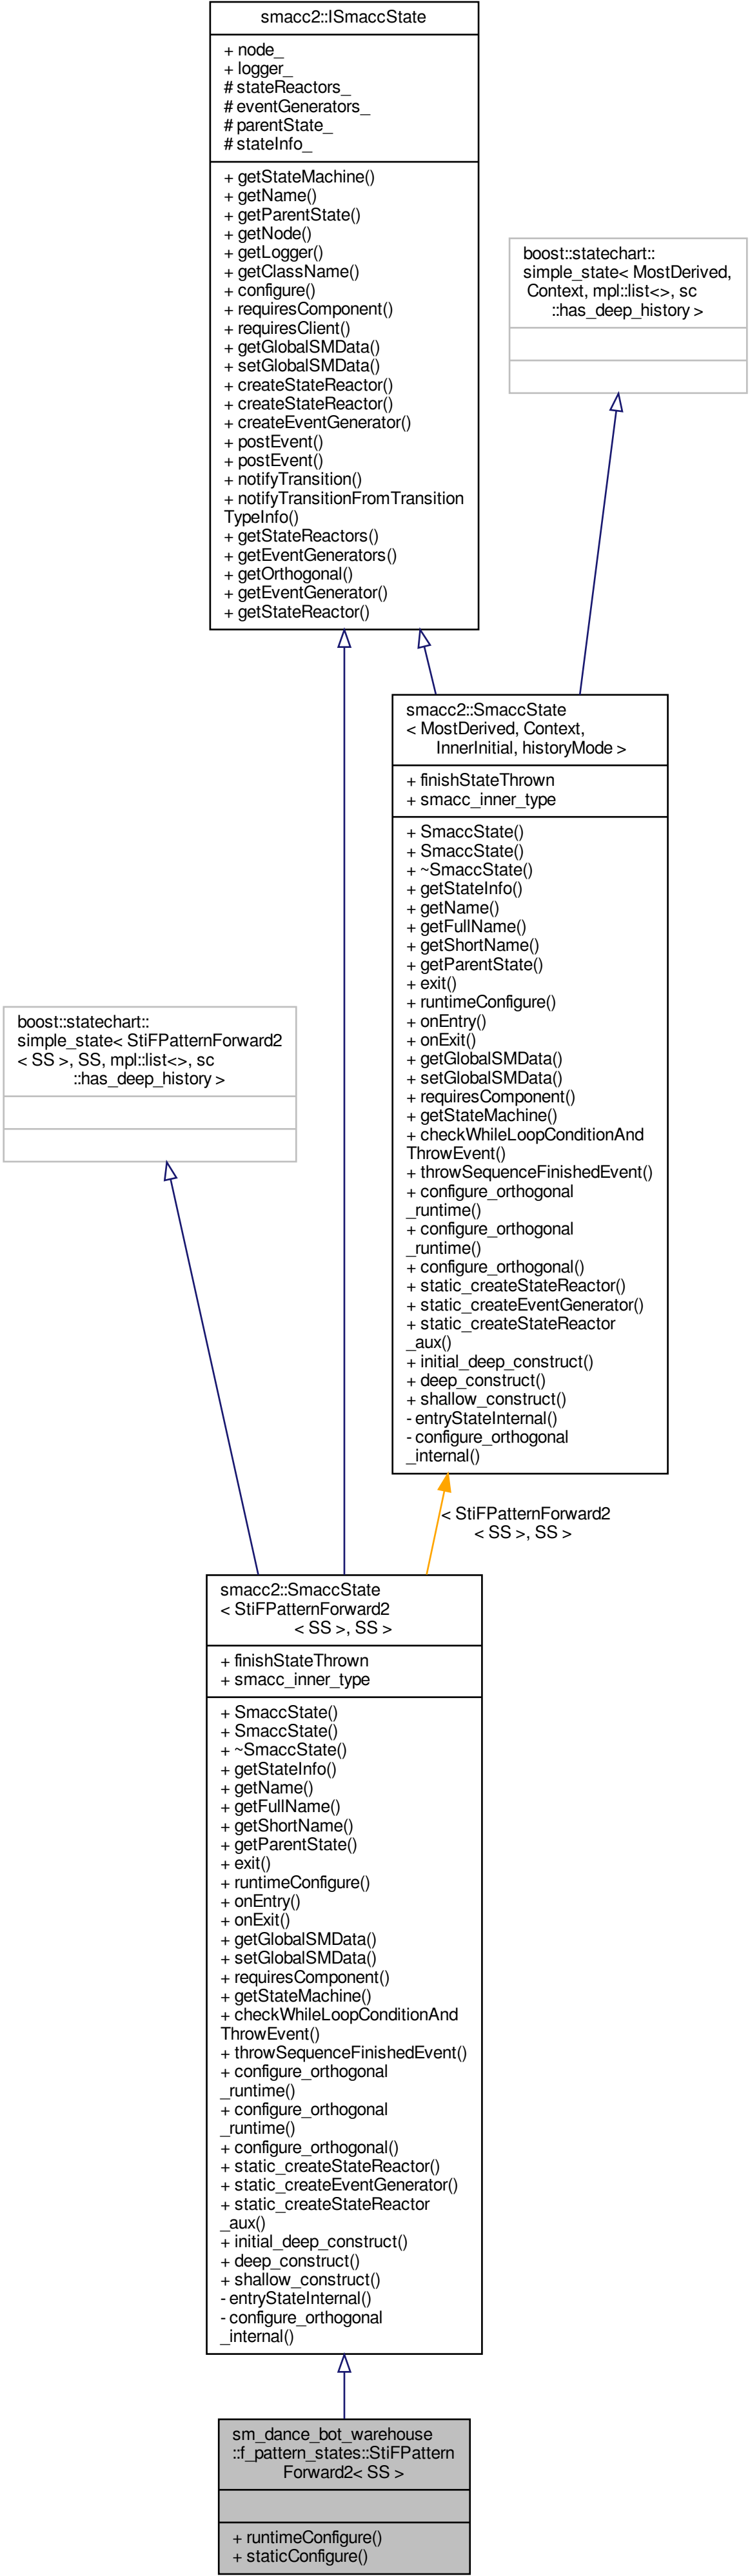 smacc2::ISmaccState
+ node_
+ logger_
# stateReactors_
# eventGenerators_
# parentState_
# stateInfo_
+ getStateMachine()
+ getName()
+ getParentState()
+ getNode()
+ getLogger()
+ getClassName()
+ configure()
+ requiresComponent()
+ requiresClient()
+ getGlobalSMData()
+ setGlobalSMData()
+ createStateReactor()
+ createStateReactor()
+ createEventGenerator()
+ postEvent()
+ postEvent()
+ notifyTransition()
+ notifyTransitionFromTransition
TypeInfo()
+ getStateReactors()
+ getEventGenerators()
+ getOrthogonal()
+ getEventGenerator()
+ getStateReactor()
boost::statechart::
simple_state< MostDerived,
Context, mpl::list<>, sc
::has_deep_history >
smacc2::SmaccState
< MostDerived, Context,
InnerInitial, historyMode >
+ finishStateThrown
+ smacc_inner_type
+ SmaccState()
+ SmaccState()
+ ~SmaccState()
+ getStateInfo()
+ getName()
+ getFullName()
+ getShortName()
+ getParentState()
+ exit()
+ runtimeConfigure()
+ onEntry()
+ onExit()
+ getGlobalSMData()
+ setGlobalSMData()
+ requiresComponent()
+ getStateMachine()
+ checkWhileLoopConditionAnd
ThrowEvent()
+ throwSequenceFinishedEvent()
+ configure_orthogonal
_runtime()
+ configure_orthogonal
_runtime()
+ configure_orthogonal()
+ static_createStateReactor()
+ static_createEventGenerator()
+ static_createStateReactor
_aux()
+ initial_deep_construct()
+ deep_construct()
+ shallow_construct()
- entryStateInternal()
- configure_orthogonal
_internal()
boost::statechart::
simple_state< StiFPatternForward2
< SS >, SS, mpl::list<>, sc
::has_deep_history >
< StiFPatternForward2
< SS >, SS >
smacc2::SmaccState
< StiFPatternForward2
< SS >, SS >
+ finishStateThrown
+ smacc_inner_type
+ SmaccState()
+ SmaccState()
+ ~SmaccState()
+ getStateInfo()
+ getName()
+ getFullName()
+ getShortName()
+ getParentState()
+ exit()
+ runtimeConfigure()
+ onEntry()
+ onExit()
+ getGlobalSMData()
+ setGlobalSMData()
+ requiresComponent()
+ getStateMachine()
+ checkWhileLoopConditionAnd
ThrowEvent()
+ throwSequenceFinishedEvent()
+ configure_orthogonal
_runtime()
+ configure_orthogonal
_runtime()
+ configure_orthogonal()
+ static_createStateReactor()
+ static_createEventGenerator()
+ static_createStateReactor
_aux()
+ initial_deep_construct()
+ deep_construct()
+ shallow_construct()
- entryStateInternal()
- configure_orthogonal
_internal()
sm_dance_bot_warehouse
::f_pattern_states::StiFPattern
Forward2< SS >
+ runtimeConfigure()
+ staticConfigure()